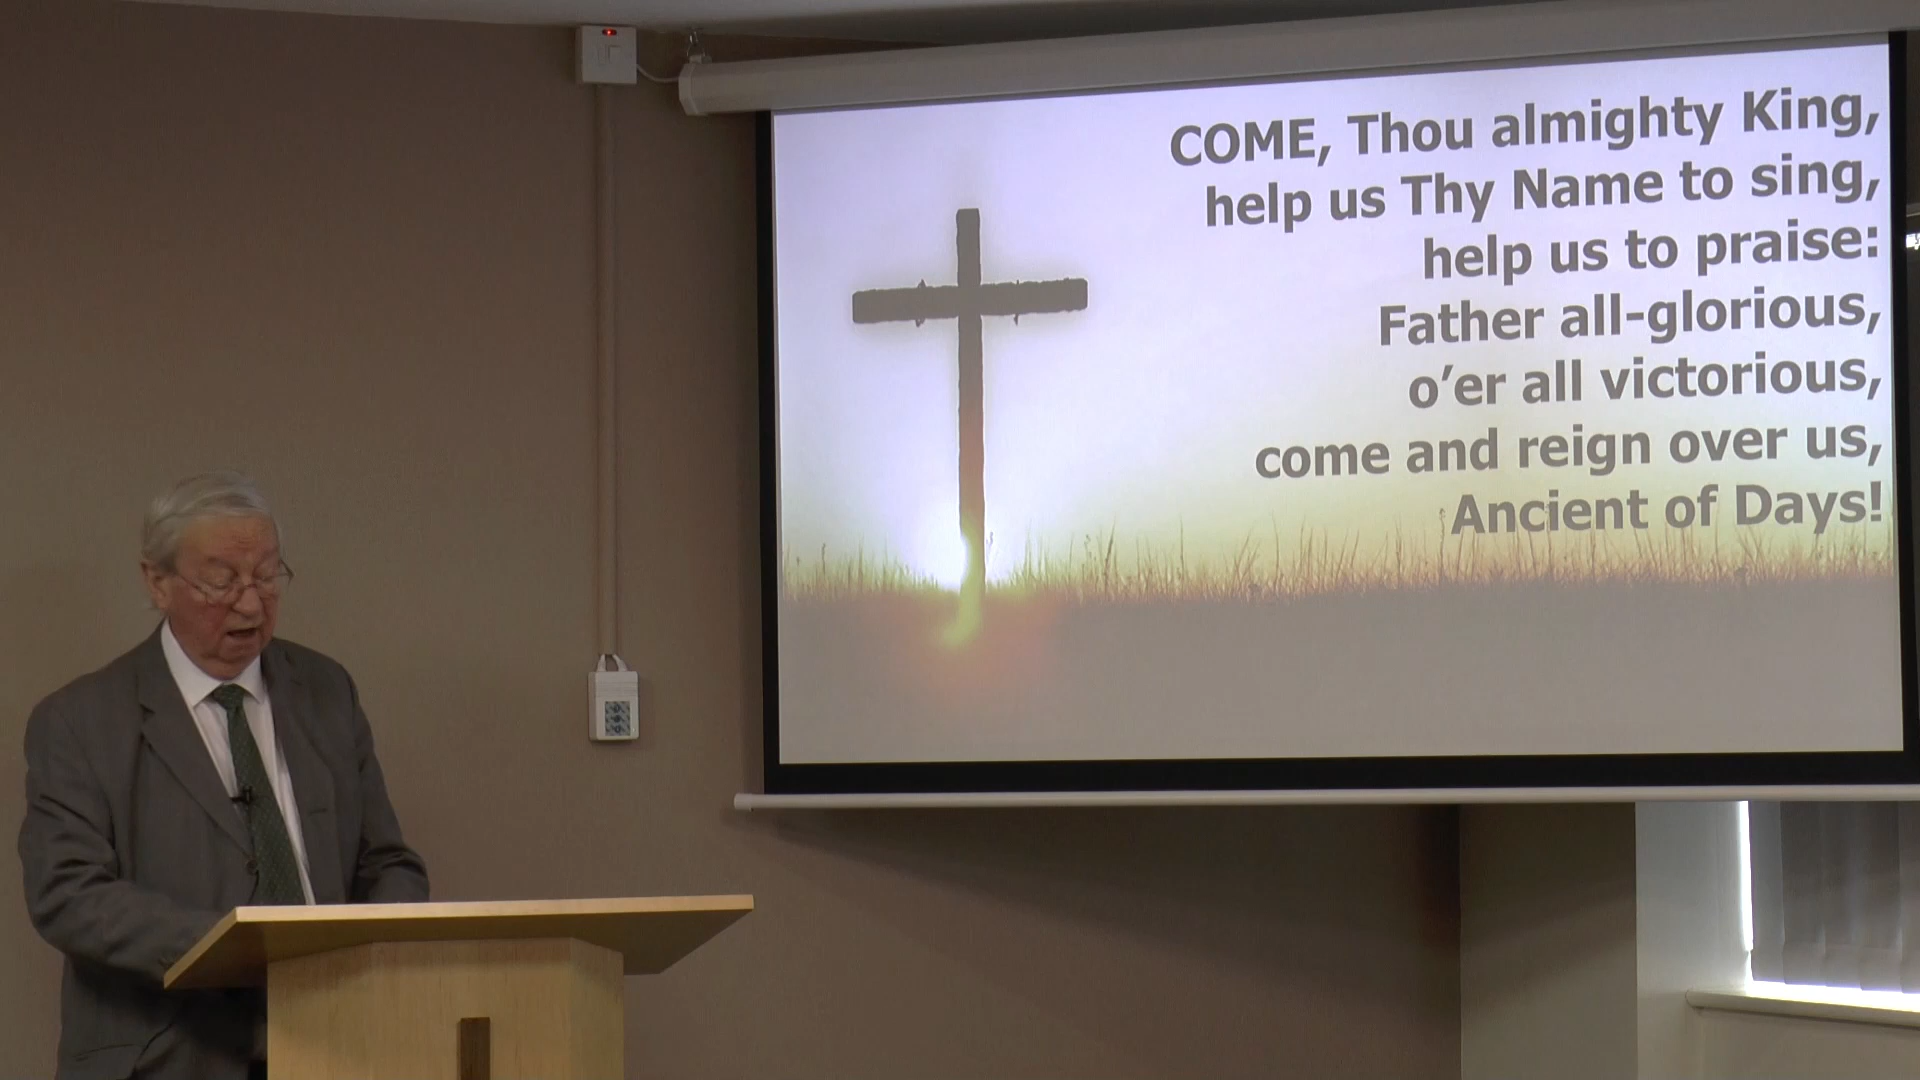 COME, Thou almighty King,
help us Thy Name to sing,
help us to praise:
Father all-glorious,
o’er all victorious,
come and reign over us,
Ancient of Days!